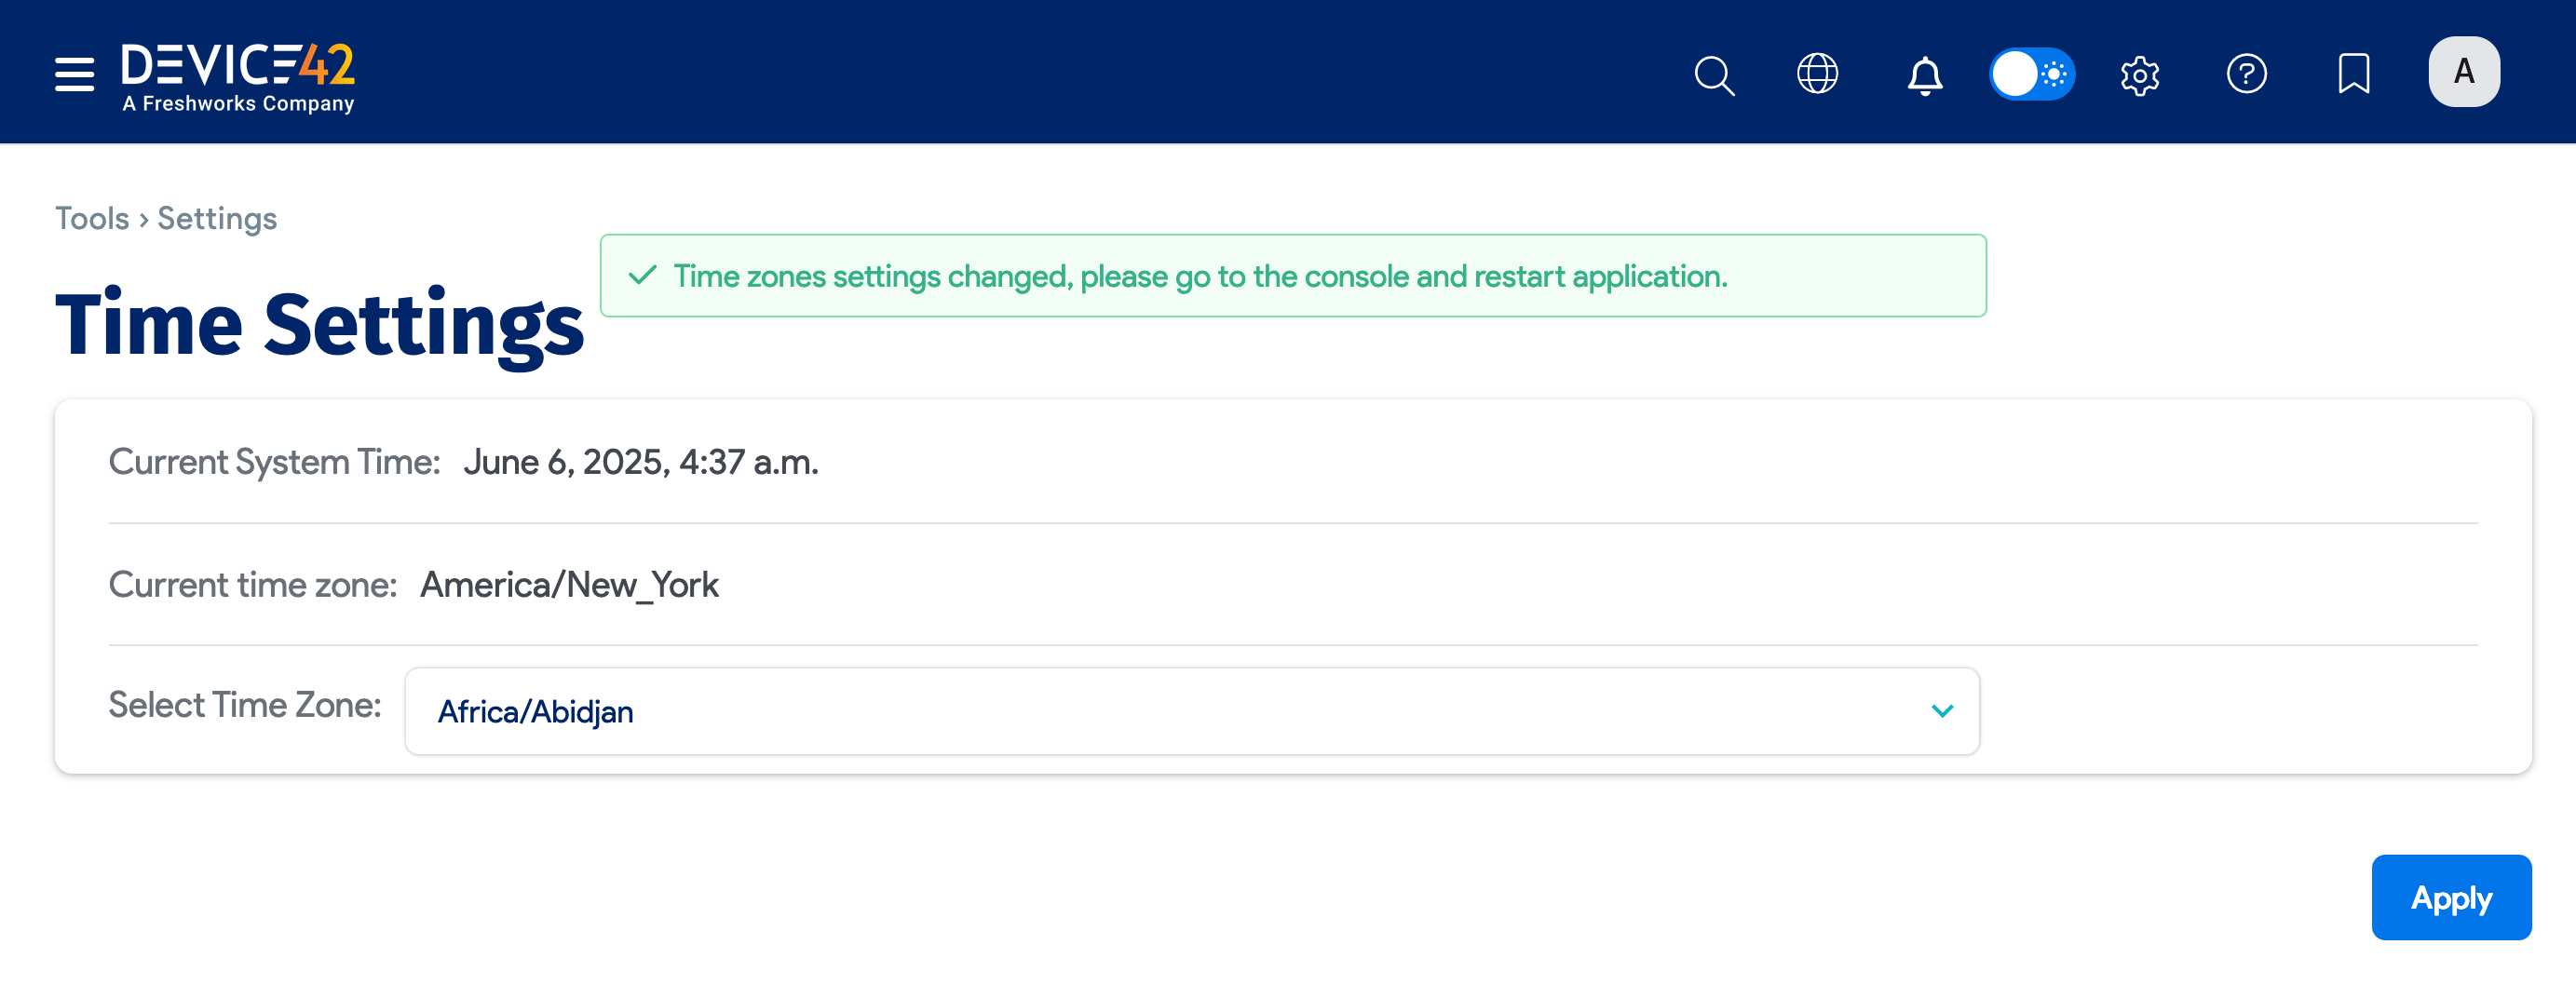 DEVICE42
A Freshworks Company
A
Tools › Settings
Time zones settings changed, please go to the console and restart application.
Time Settings
Current System Time: June 6, 2025, 4:37 a.m.
Current time zone: America/New_York
Select Time Zone: Africa/Abidjan
Apply